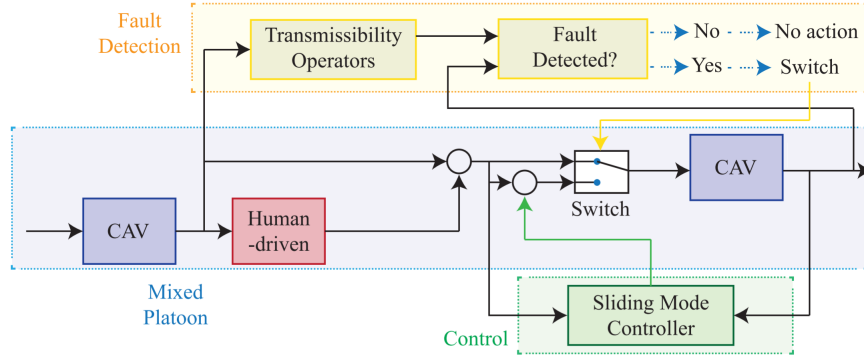 Fault
Detection
Transmissibility
Operators
Fault
Detected?
No
No action
Yes
Switch
CAV
Human
-driven
Switch
CAV
Mixed
Platoon
Control
Sliding Mode
Controller